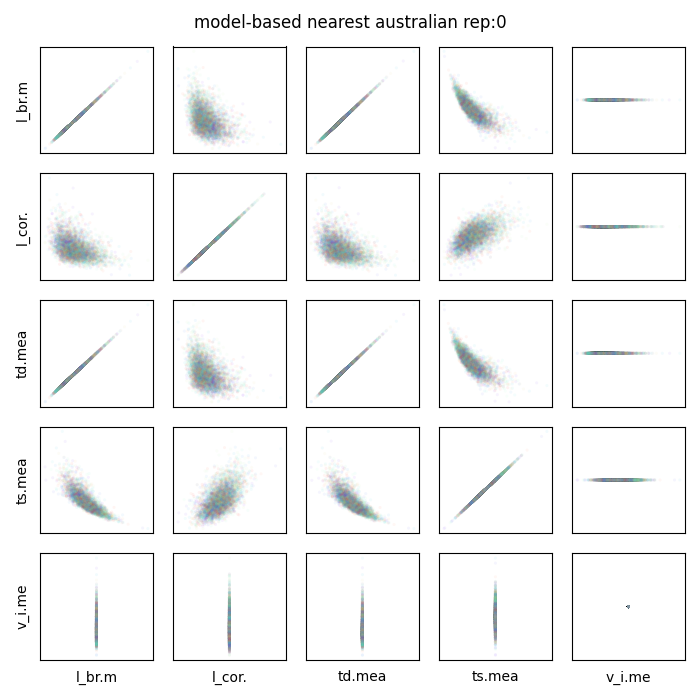 model-based nearest australian rep:0
l_br.m
l_cor.
td.mea
ts.mea
v_i.me
l_br.m l_cor. td.mea ts.mea v_i.me